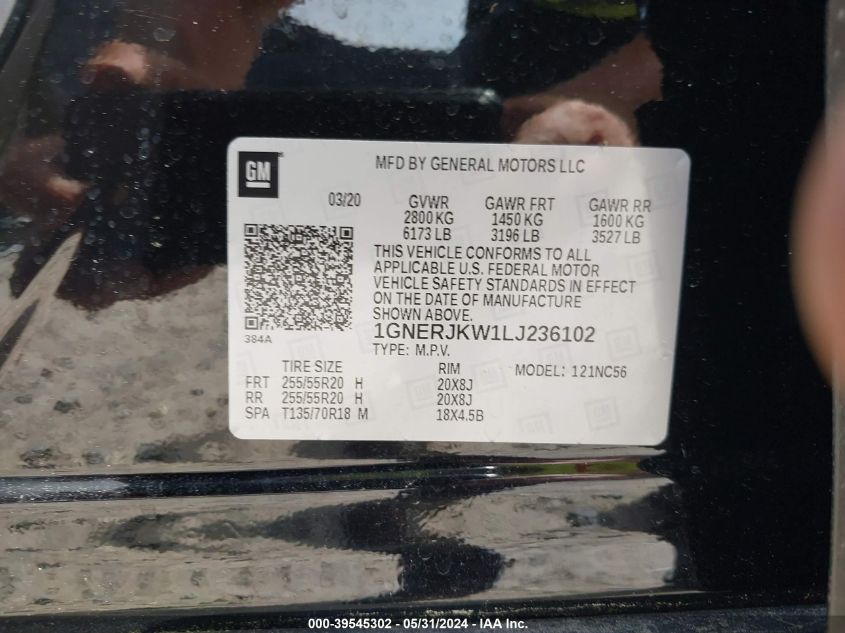 GM
MFD BY GENERAL MOTORS LLC
03/20 GVWR GAWR FRT GAWR RR
2800 KG 1450 KG 1600 KG
6173 LB 3196 LB 3527 LB
THIS VEHICLE CONFORMS TO ALL
APPLICABLE U.S. FEDERAL MOTOR
VEHICLE SAFETY STANDARDS IN EFFECT
ON THE DATE OF MANUFACTURE
SHOWN ABOVE.
1GNERJKW1LJ236102
384A
TYPE: M.P.V.
TIRE SIZE RIM MODEL: 121NC56
FRT 255/55R20 H 20X8J
RR 255/55R20 H 20X8J
SPA T135/70R18 M 18X4.5B
000-39545302 - 05/31/2024 - IAA Inc.